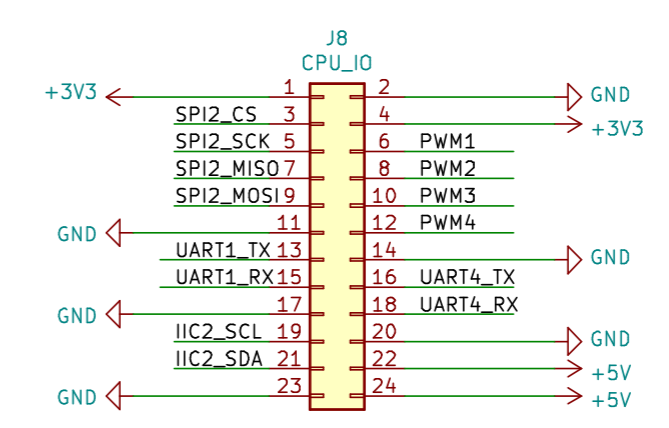 J8
CPU_IO
+3V3 1 2 GND
SPI2_CS 3 4 +3V3
SPI2_SCK 5 6 PWM1
SPI2_MISO 7 8 PWM2
SPI2_MOSI 9 10 PWM3
GND 11 12 PWM4
UART1_TX 13 14 GND
UART1_RX 15 16 UART4_TX
GND 17 18 UART4_RX
IIC2_SCL 19 20 GND
IIC2_SDA 21 22 +5V
GND 23 24 +5V